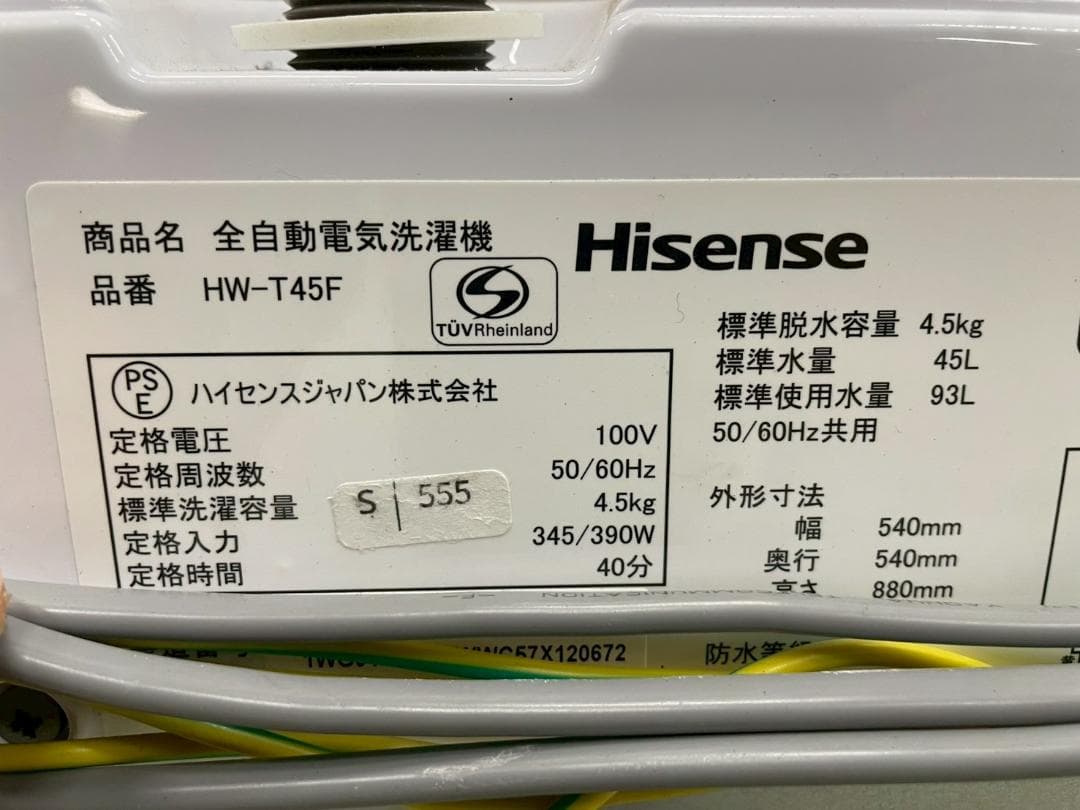 商品名 全自動電気洗濯機
Hisense
品番 HW-T45F
TÜVRheinland
PSE ハイセンスジャパン株式会社
定格電圧 100V
定格周波数 50/60Hz
標準洗濯容量 4.5kg
定格入力 345/390W
定格時間 40分
S 555
標準脱水容量 4.5kg
標準水量 45L
標準使用水量 93L
50/60Hz共用
外形寸法
幅 540mm
奥行 540mm
高さ 880mm
57X120672
防水等